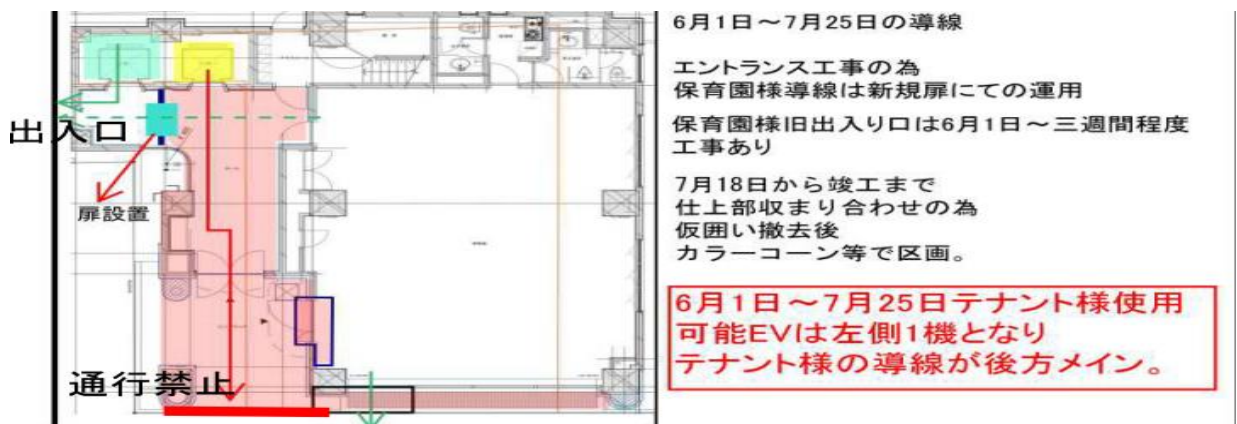 出入口
扉設置
通行禁止
6月1日～7月25日の導線
エントランス工事の為
保育園様導線は新規扉にての運用
保育園様旧出入り口は6月1日～三週間程度
工事あり
7月18日から竣工まで
仕上部収まり合わせの為
仮囲い撤去後
カラーコーン等で区画。
6月1日～7月25日テナント様使用
可能EVは左側1機となり
テナント様の導線が後方メイン。